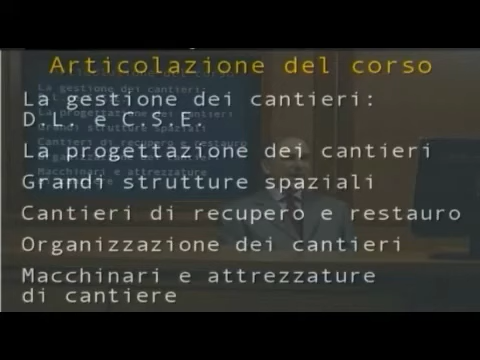 Articolazione del corso
La gestione dei cantieri:
D.L. e C.S.E.
La progettazione dei cantieri
Grandi strutture spaziali
Cantieri di recupero e restauro
Organizzazione dei cantieri
Macchinari e attrezzature
di cantiere